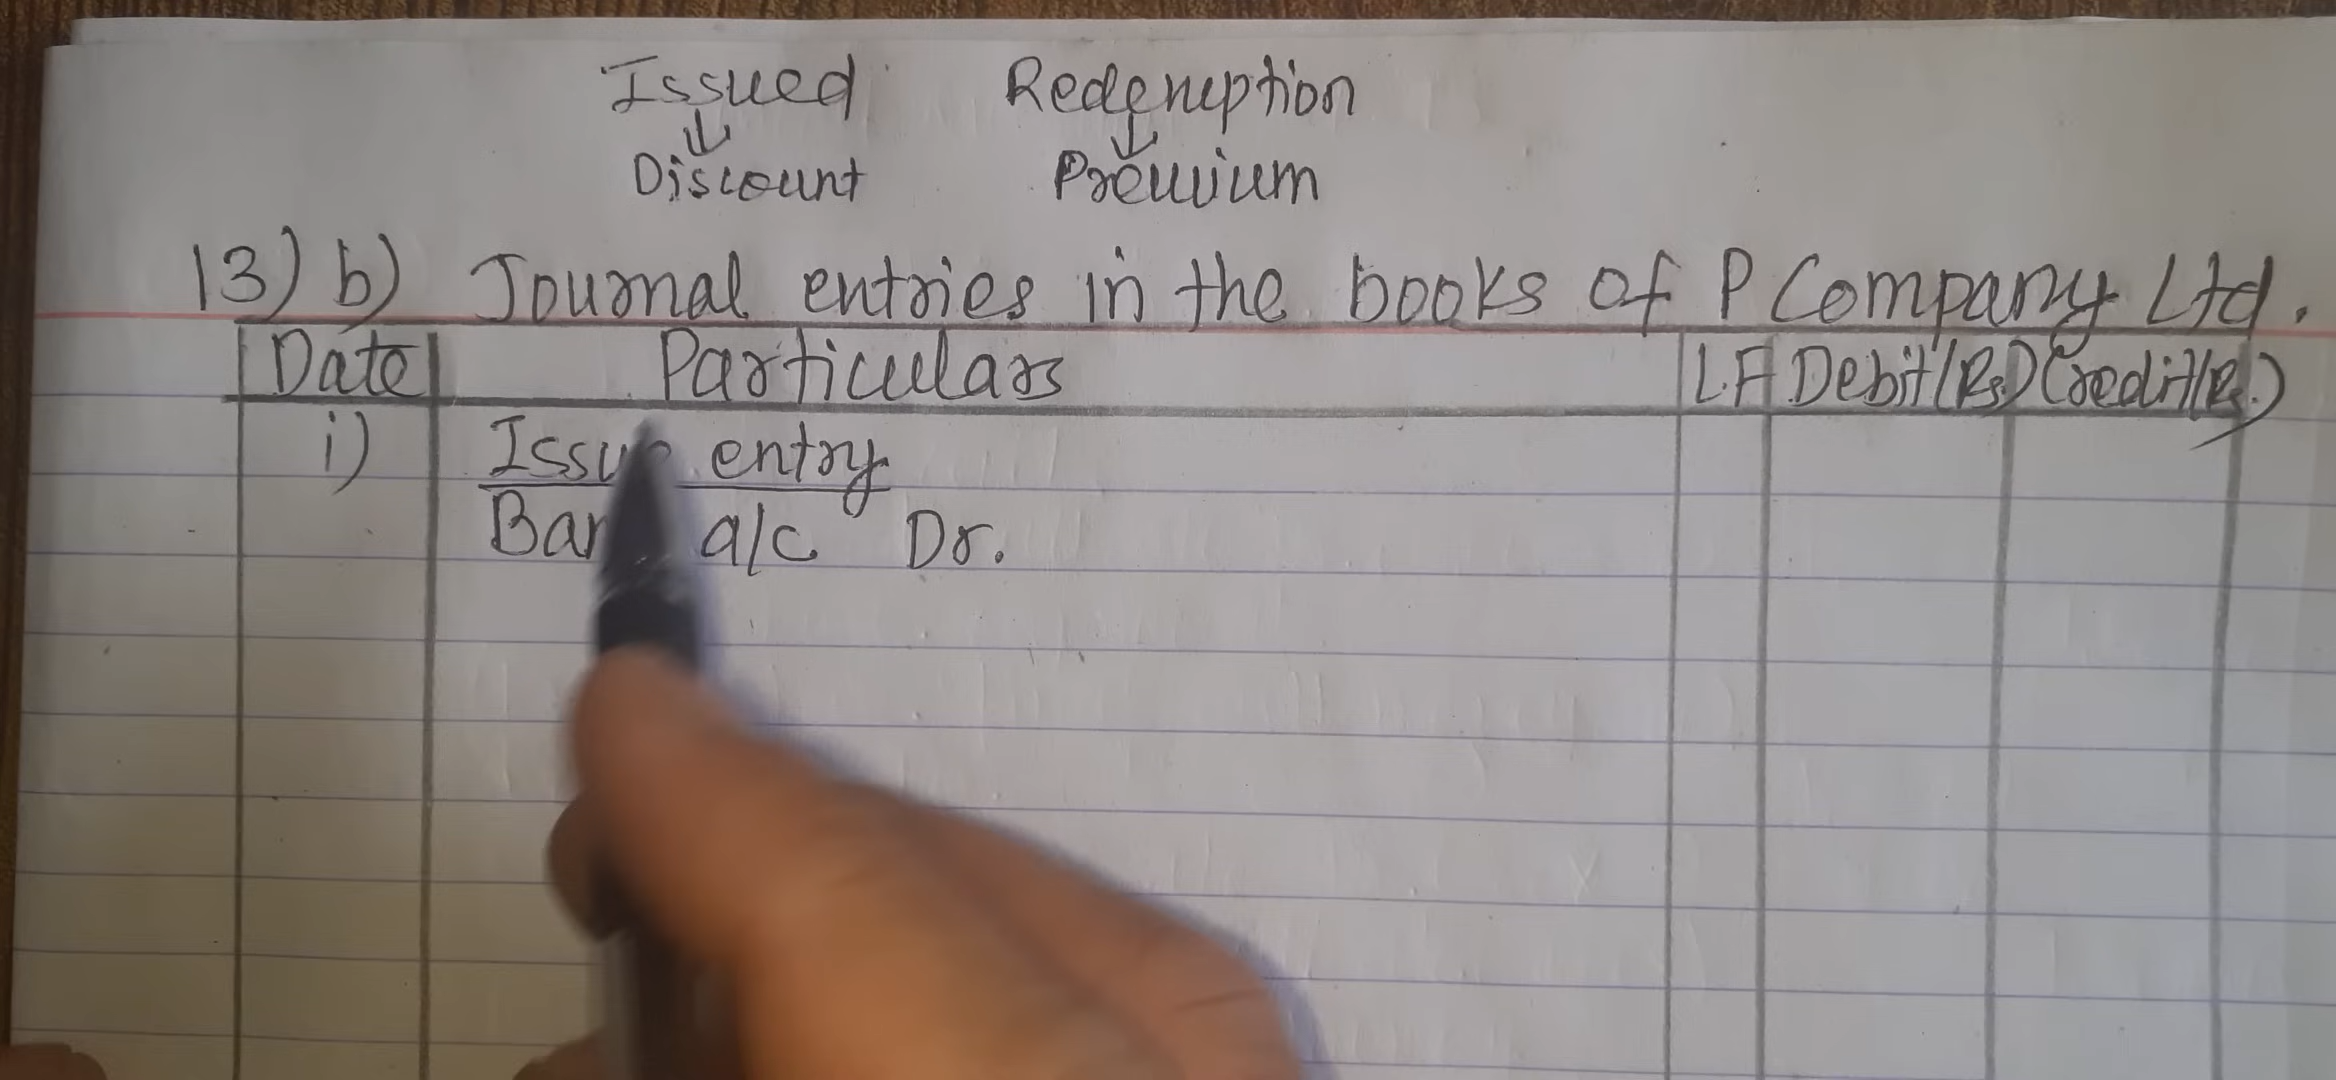 Issued Redemption
Discount Premium
13) b) Journal entries in the books of P Company Ltd.
Date Particulars L.F Debit(Rs.) Credit(Rs.)
i) Issue entry
a/c Dr.